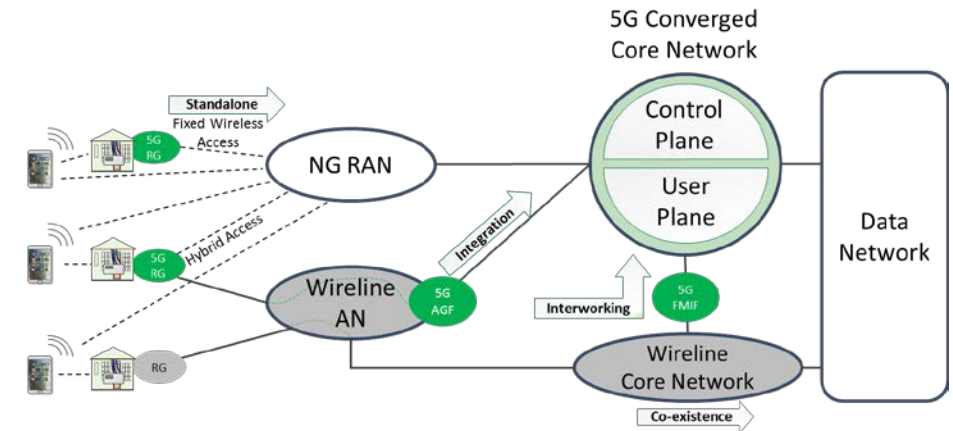 5G Converged
Core Network
Standalone
Fixed Wireless
Access
5G
RG
NG RAN
Control
Plane
User
Plane
Data
Network
Hybrid Access
Integration
5G
RG
Wireline
AN
5G
AGF
Interworking
5G
FMIF
RG
Wireline
Core Network
Co-existence